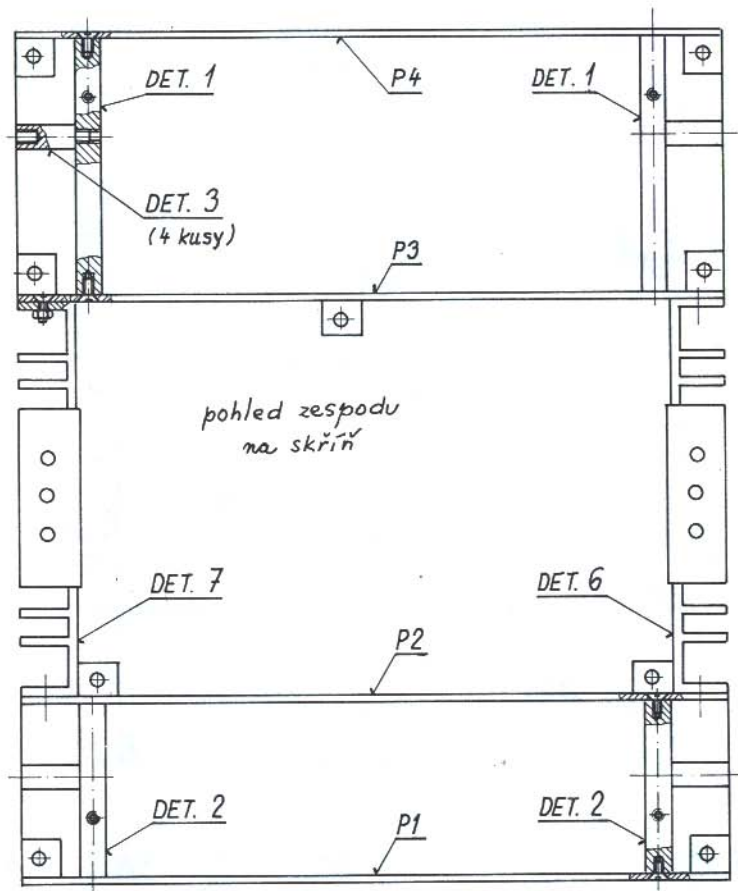 DET. 1
P4
DET. 1
DET. 3
(4 kusy)
P3
pohled zespodu
na skříň
DET. 7
DET. 6
P2
DET. 2
P1
DET. 2